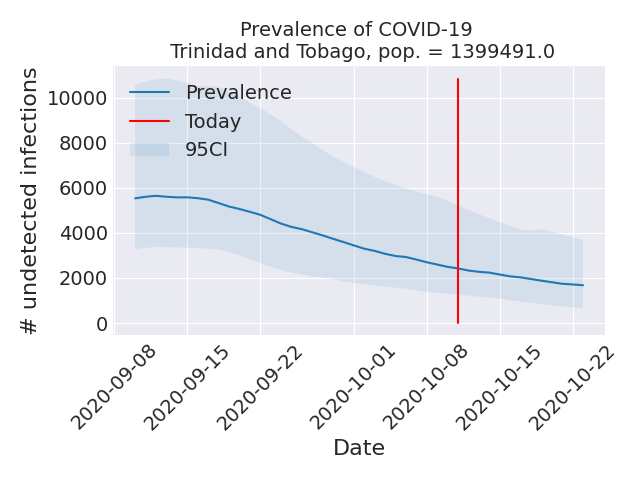 Prevalence of COVID-19
Trinidad and Tobago, pop. = 1399491.0
# undetected infections
10000
8000
6000
4000
2000
0
Prevalence
Today
95CI
2020-09-08
2020-09-15
2020-09-22
2020-10-01
2020-10-08
2020-10-15
2020-10-22
Date